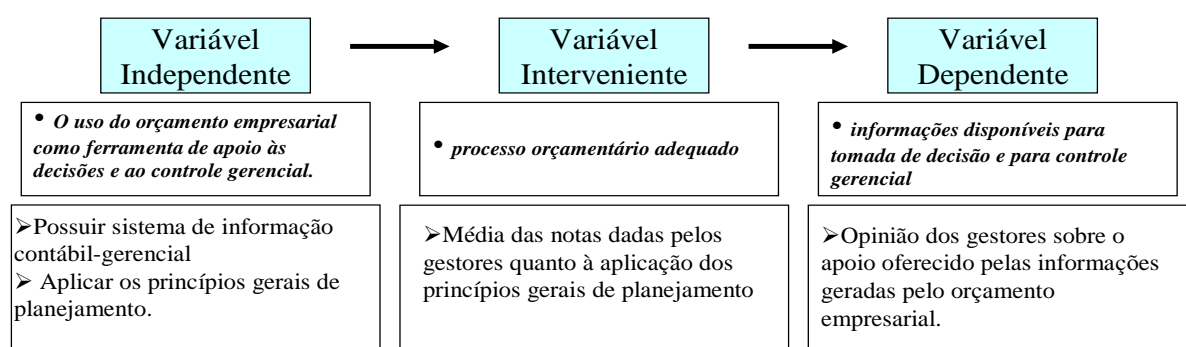 Variável
Independente
Variável
Interveniente
Variável
Dependente
• O uso do orçamento empresarial
como ferramenta de apoio às
decisões e ao controle gerencial.
• processo orçamentário adequado
• informações disponíveis para
tomada de decisão e para controle
gerencial
➢Possuir sistema de informação
contábil-gerencial
➢ Aplicar os princípios gerais de
planejamento.
➢Média das notas dadas pelos
gestores quanto à aplicação dos
princípios gerais de planejamento
➢Opinião dos gestores sobre o
apoio oferecido pelas informações
geradas pelo orçamento
empresarial.